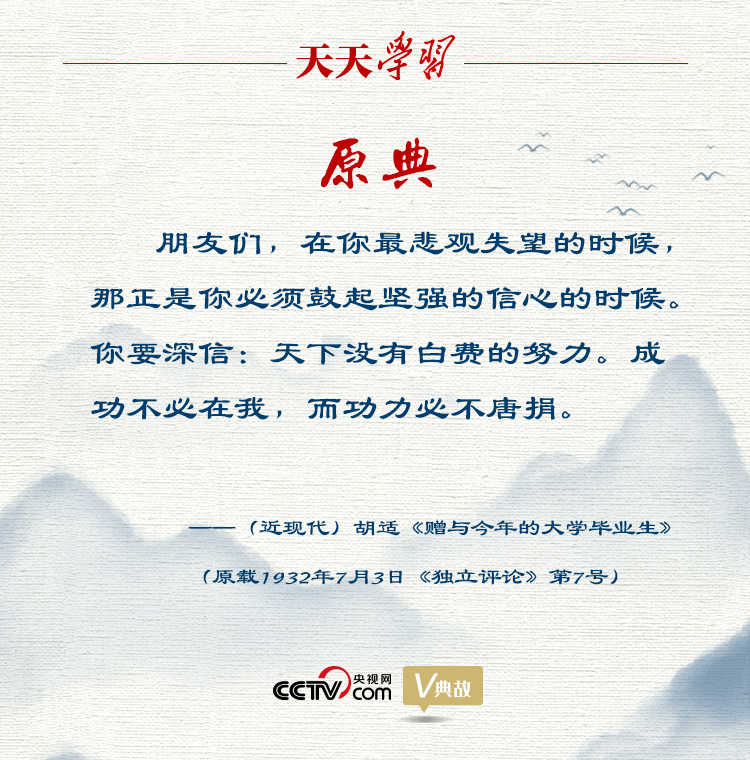 天天學習
原典
朋友们，在你最悲观失望的时候，
那正是你必须鼓起坚强的信心的时候。
你要深信：天下没有白费的努力。成
功不必在我，而功力必不唐捐。
——（近现代）胡适《赠与今年的大学毕业生》
（原载1932年7月3日《独立评论》第7号）
CCTV.com 央视网 V典故